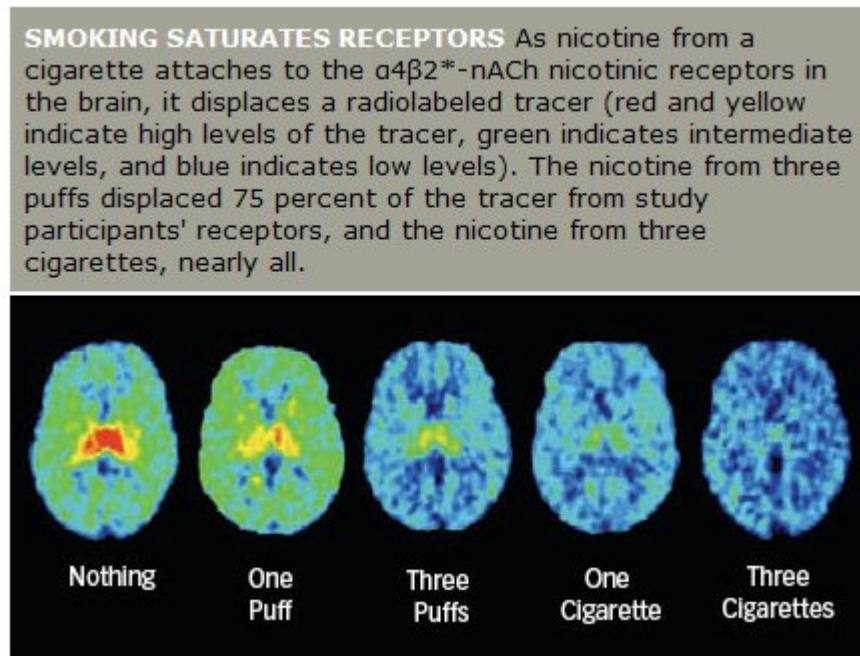 SMOKING SATURATES RECEPTORS As nicotine from a
cigarette attaches to the α4β2*-nACh nicotinic receptors in
the brain, it displaces a radiolabeled tracer (red and yellow
indicate high levels of the tracer, green indicates intermediate
levels, and blue indicates low levels). The nicotine from three
puffs displaced 75 percent of the tracer from study
participants' receptors, and the nicotine from three
cigarettes, nearly all.
Nothing
One
Puff
Three
Puffs
One
Cigarette
Three
Cigarettes